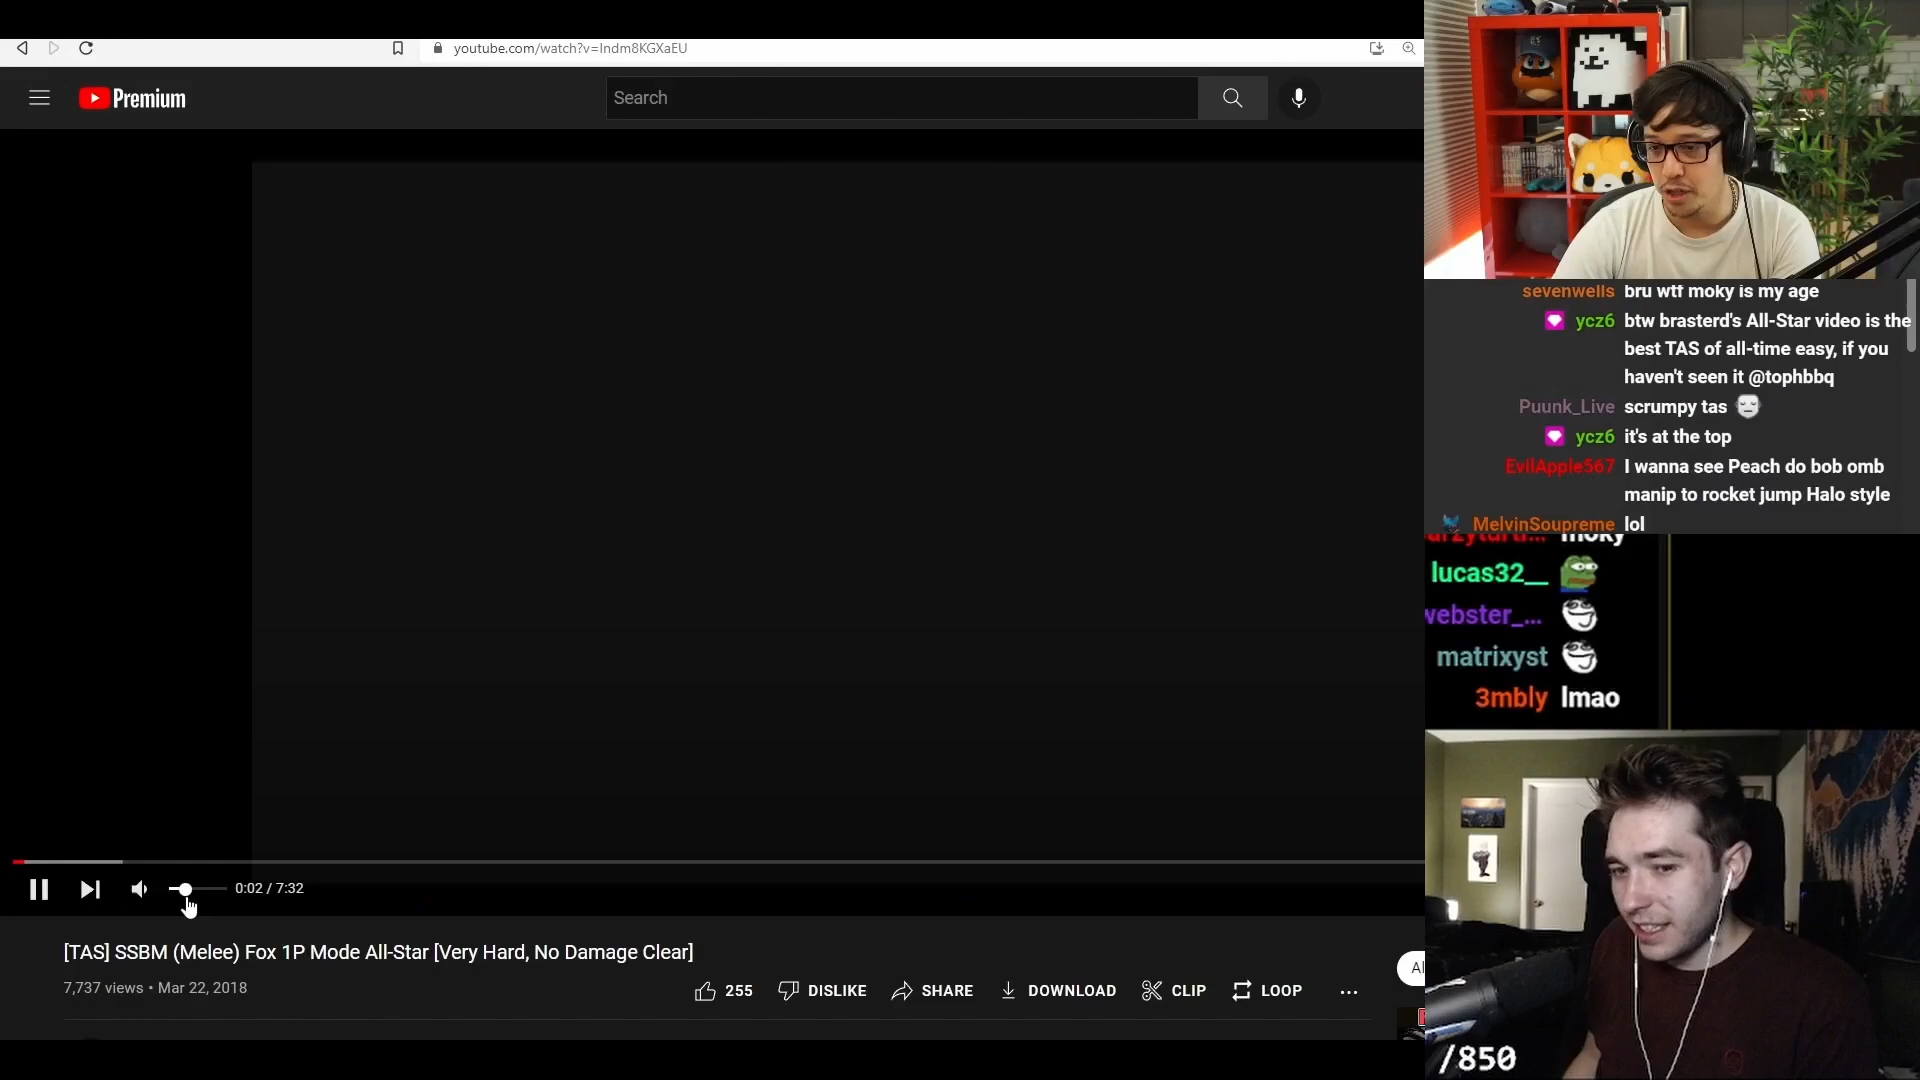 youtube.com/watch?v=Indm8KGXaEU
Premium
Search
0:02 / 7:32
[TAS] SSBM (Melee) Fox 1P Mode All-Star [Very Hard, No Damage Clear]
7,737 views • Mar 22, 2018
255 DISLIKE SHARE DOWNLOAD CLIP LOOP ...
sevenwells bru wtf moky is my age
ycz6 btw brasterd's All-Star video is the
best TAS of all-time easy, if you
haven't seen it @tophbbq
Puunk_Live scrumpy tas
ycz6 it's at the top
EvilApple567 I wanna see Peach do bob omb
manip to rocket jump Halo style
MelvinSoupreme lol
moky
lucas32__
webster_...
matrixyst
3mbly lmao
/850